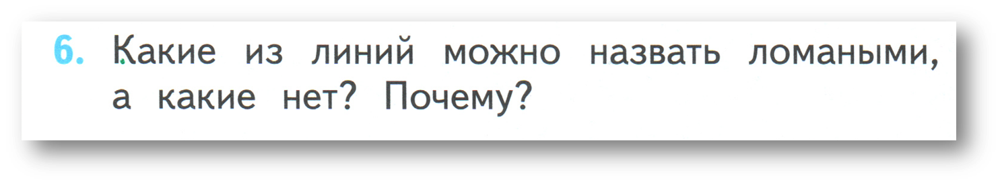 6. Какие из линий можно назвать ломаными,
а какие нет? Почему?